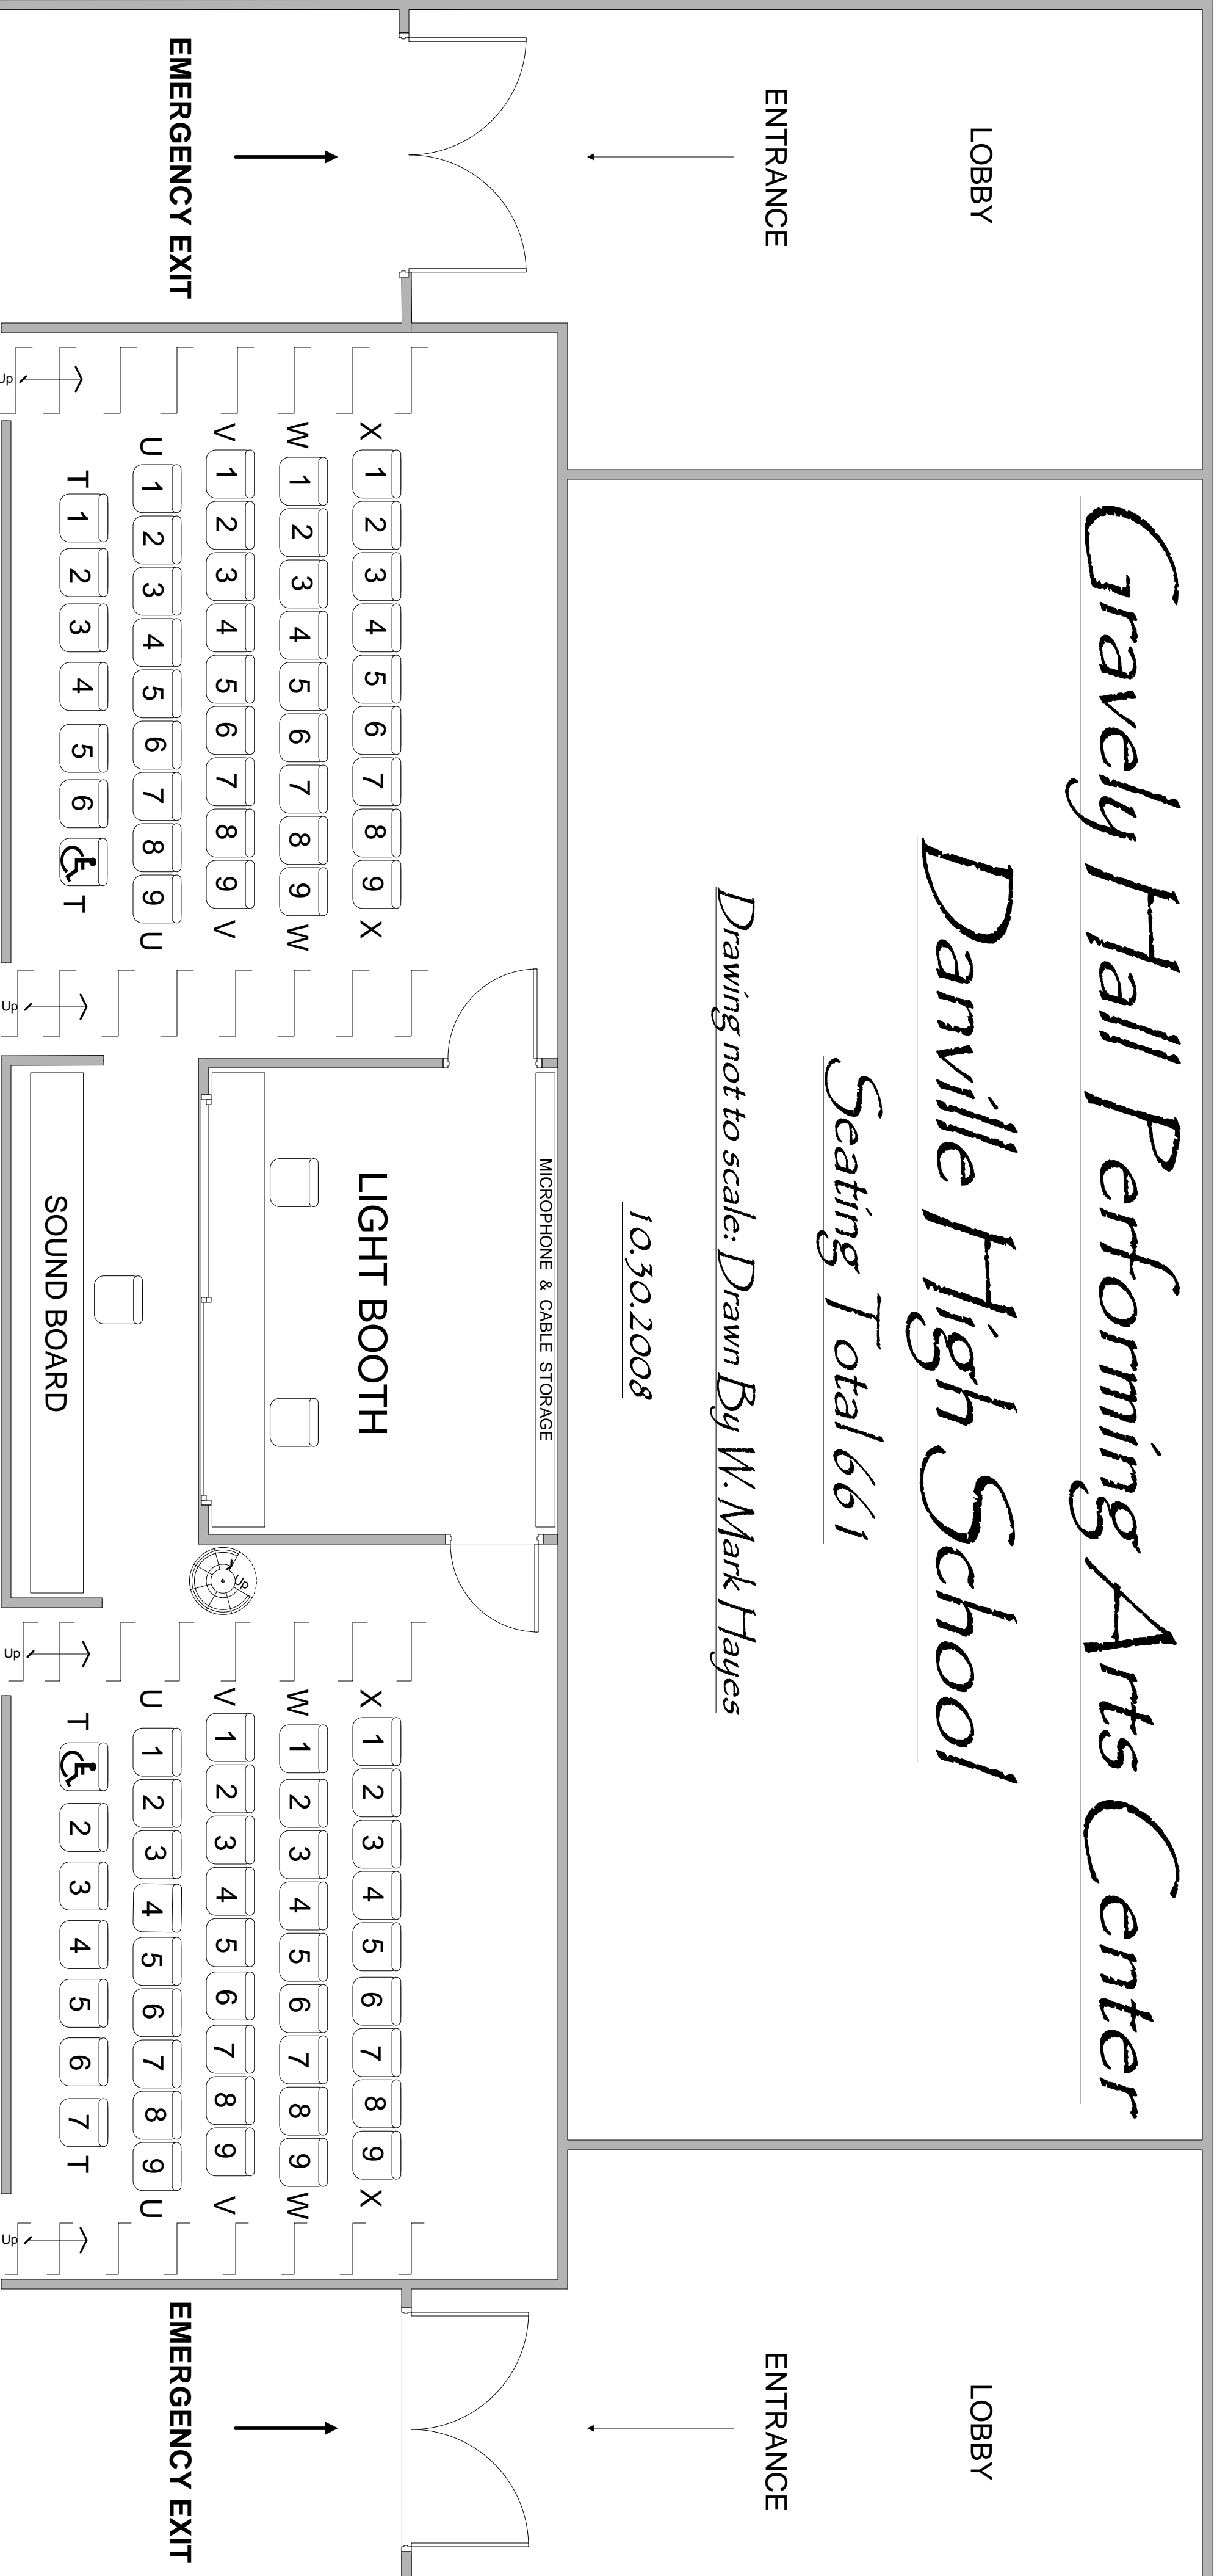 Gravely Hall Performing Arts Center
LOBBY
Danville High School
LOBBY
Seating Total 661
ENTRANCE
ENTRANCE
Drawing not to scale: Drawn By W. Mark Hayes
10.30.2008
MICROPHONE & CABLE STORAGE
X 1 2 3 4 5 6 7 8 9 X
LIGHT BOOTH
X 1 2 3 4 5 6 7 8 9 X
W 1 2 3 4 5 6 7 8 9 W
W 1 2 3 4 5 6 7 8 9 W
Up
V 1 2 3 4 5 6 7 8 9 V
V 1 2 3 4 5 6 7 8 9 V
EMERGENCY EXIT
EMERGENCY EXIT
U 1 2 3 4 5 6 7 8 9 U
U 1 2 3 4 5 6 7 8 9 U
T 1 2 3 4 5 6 T
T 2 3 4 5 6 7 T
SOUND BOARD
Up
Up
Up
Up